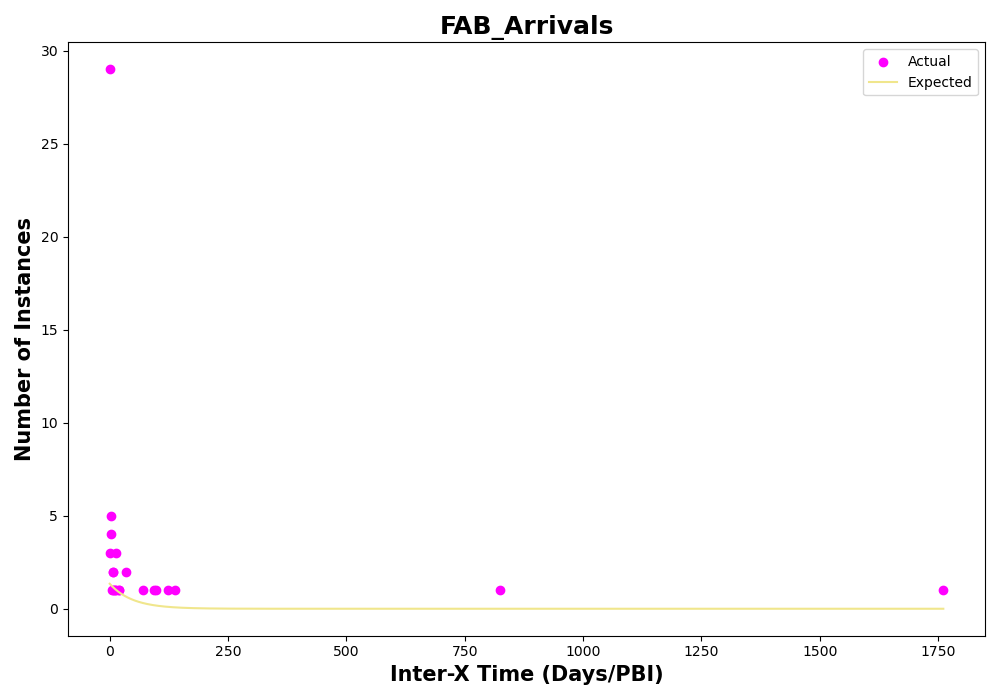 FAB_Arrivals
Number of Instances
30
25
20
15
10
5
0
Actual
Expected
0 250 500 750 1000 1250 1500 1750
Inter-X Time (Days/PBI)